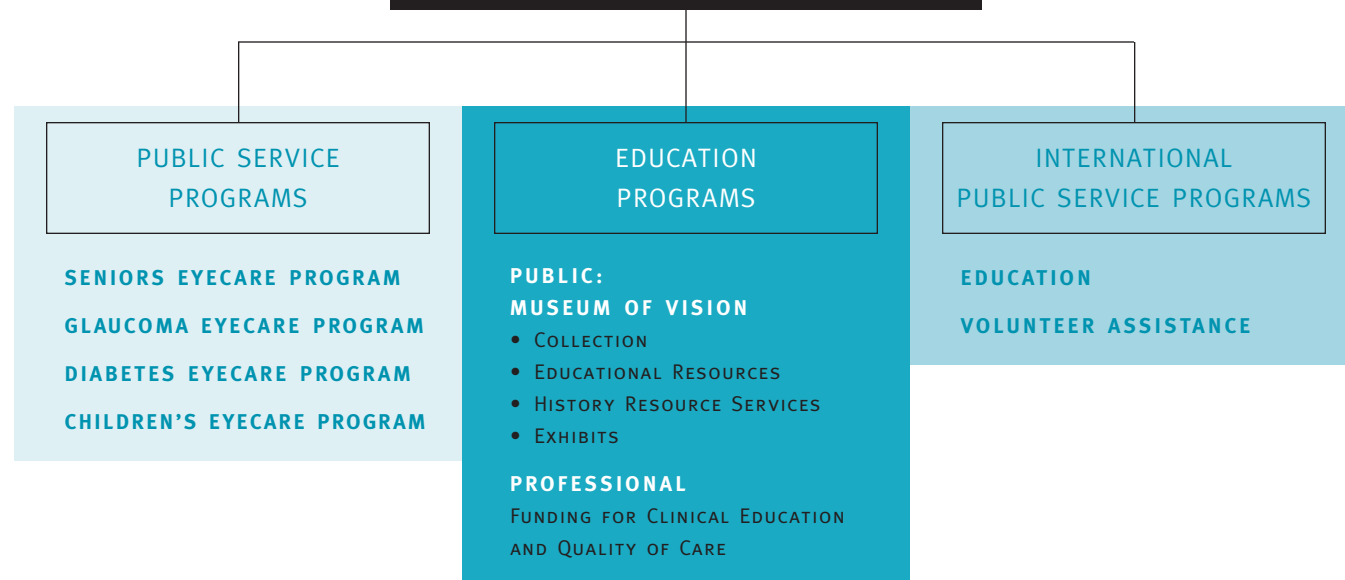 PUBLIC SERVICE
PROGRAMS
SENIORS EYECARE PROGRAM
GLAUCOMA EYECARE PROGRAM
DIABETES EYECARE PROGRAM
CHILDREN'S EYECARE PROGRAM
EDUCATION
PROGRAMS
PUBLIC:
MUSEUM OF VISION
• COLLECTION
• EDUCATIONAL RESOURCES
• HISTORY RESOURCE SERVICES
• EXHIBITS
PROFESSIONAL
FUNDING FOR CLINICAL EDUCATION
AND QUALITY OF CARE
INTERNATIONAL
PUBLIC SERVICE PROGRAMS
EDUCATION
VOLUNTEER ASSISTANCE